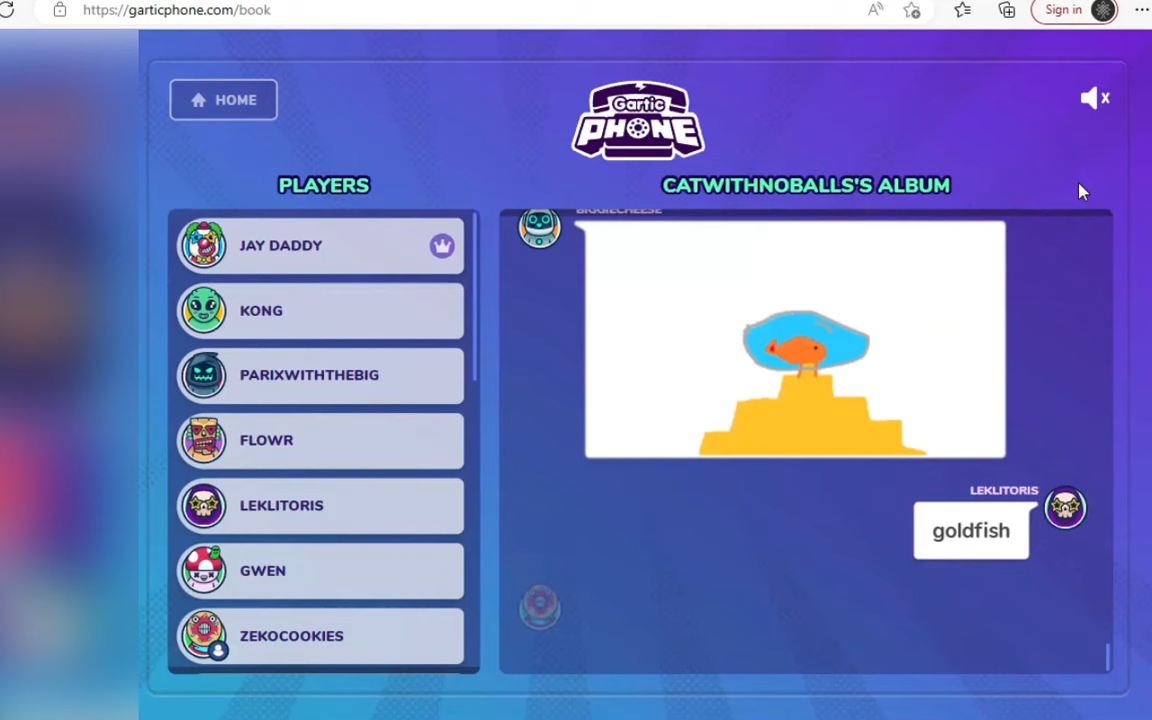 https://garticphone.com/book
Sign in
HOME
Gartic
PHONE
PLAYERS
CATWITHNOBALLS'S ALBUM
BIGGIECHEESE
JAY DADDY
KONG
PARIXWITHTHEBIG
FLOWR
LEKLITORIS
GWEN
ZEKOCOOKIES
LEKLITORIS
goldfish